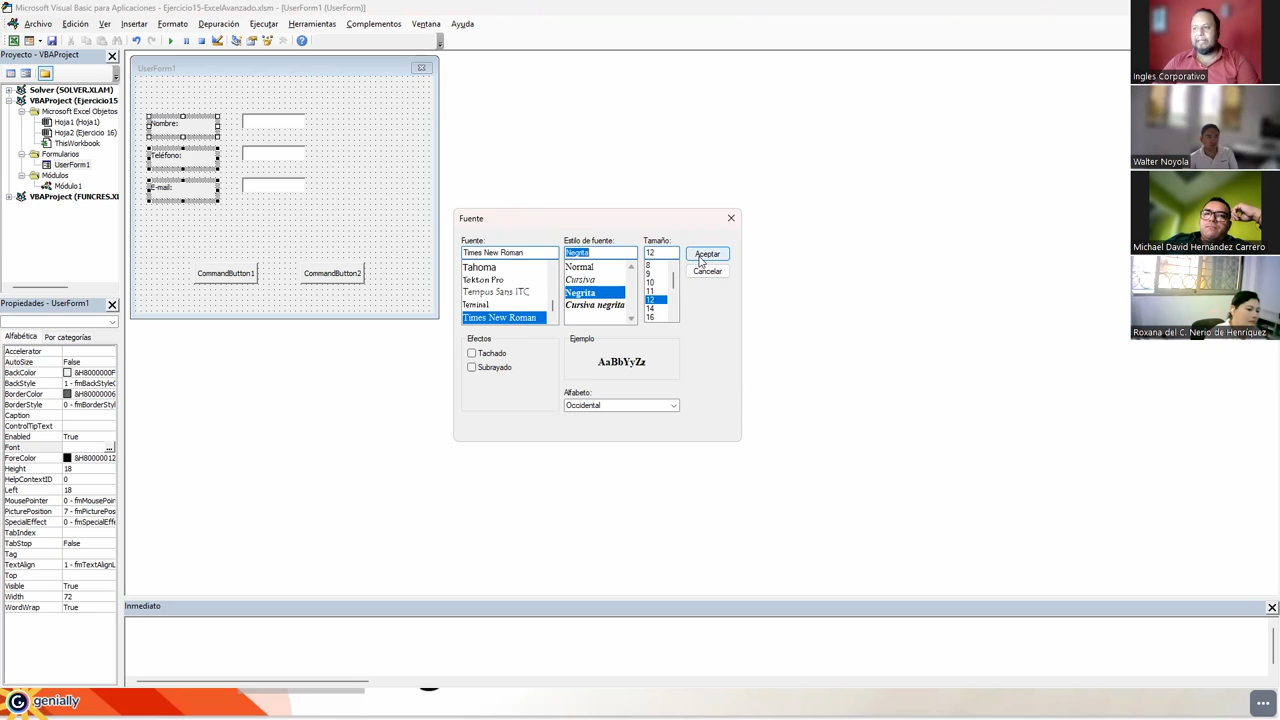 Microsoft Visual Basic para Aplicaciones - Ejercicio15-ExcelAvanzado.xlsm - [UserForm1 (UserForm)]
Archivo Edición Ver Insertar Formato Depuración Ejecutar Herramientas Complementos Ventana Ayuda
Proyecto - VBAProject
Solver (SOLVER.XLAM)
VBAProject (Ejercicio15
Microsoft Excel Objetos
Hoja1 (Hoja1)
Hoja2 (Ejercicio 16)
ThisWorkbook
Formularios
UserForm1
Módulos
Módulo1
VBAProject (FUNCRES.XL
Propiedades - UserForm1
Alfabética Por categorías
Accelerator
AutoSize False
BackColor &H8000000F
BackStyle 1 - fmBackStyleO
BorderColor &H80000006
BorderStyle 0 - fmBorderStyl
Caption
ControlTipText
Enabled True
Font ...
ForeColor &H80000012
Height 18
HelpContextID 0
Left 18
MousePointer 0 - fmMousePoin
PicturePosition 7 - fmPicturePos
SpecialEffect 0 - fmSpecialEffe
TabIndex
TabStop False
Tag
TextAlign 1 - fmTextAlignL
Top
Visible True
Width 72
WordWrap True
UserForm1
Nombre:
Teléfono:
E-mail:
CommandButton1 CommandButton2
Fuente
Fuente: Estilo de fuente: Tamaño:
Times New Roman Negrita 12
Tahoma
Tekton Pro
Tempus Sans ITC
Terminal
Times New Roman
Normal
Cursiva
Negrita
Cursiva negrita
8
9
10
11
12
14
16
Aceptar
Cancelar
Efectos
Tachado
Subrayado
Ejemplo
AaBbYyZz
Alfabeto:
Occidental
Inmediato
Ingles Corporativo
Walter Noyola
Michael David Hernández Carrero
Roxana del C. Nerio de Henríquez
genially